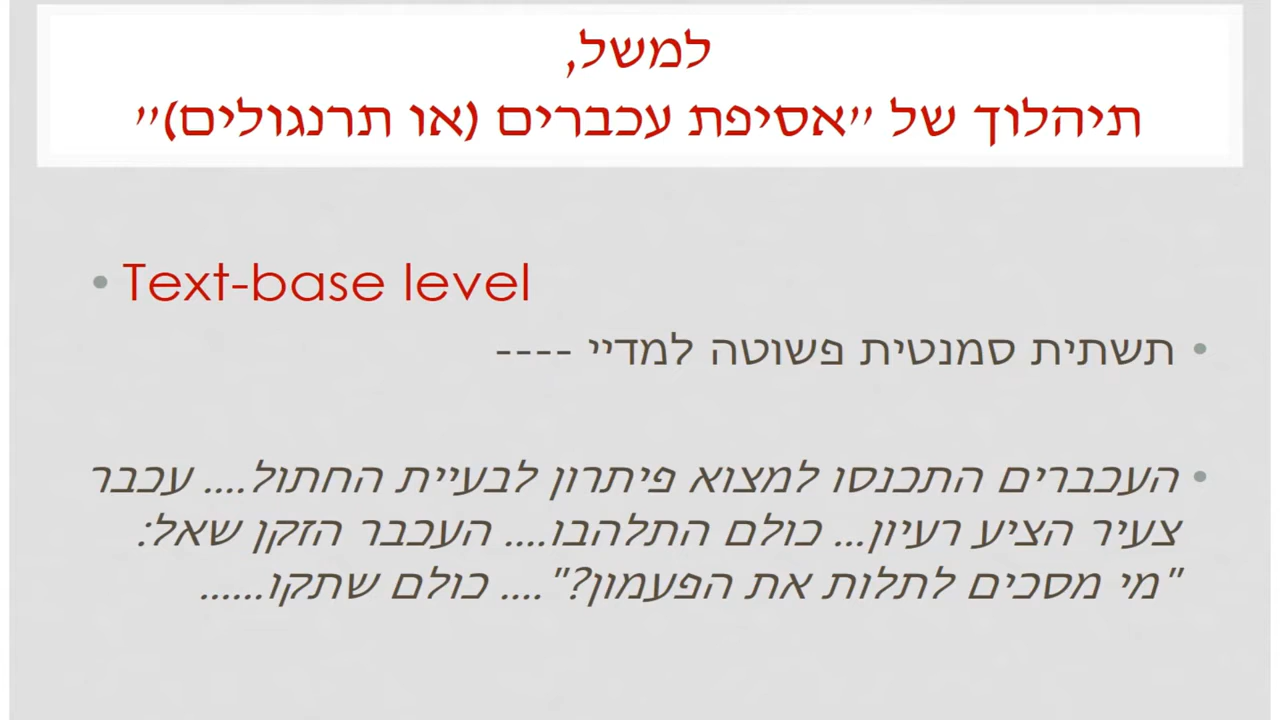 למשל,
תיהלוך של ״אסיפת עכברים (או תרנגולים)״
• Text-base level
• תשתית סמנטית פשוטה למדיי ----
• העכברים התכנסו למצוא פיתרון לבעיית החתול.... עכבר
צעיר הציע רעיון... כולם התלהבו.... העכבר הזקן שאל:
"מי מסכים לתלות את הפעמון?".... כולם שתקו......